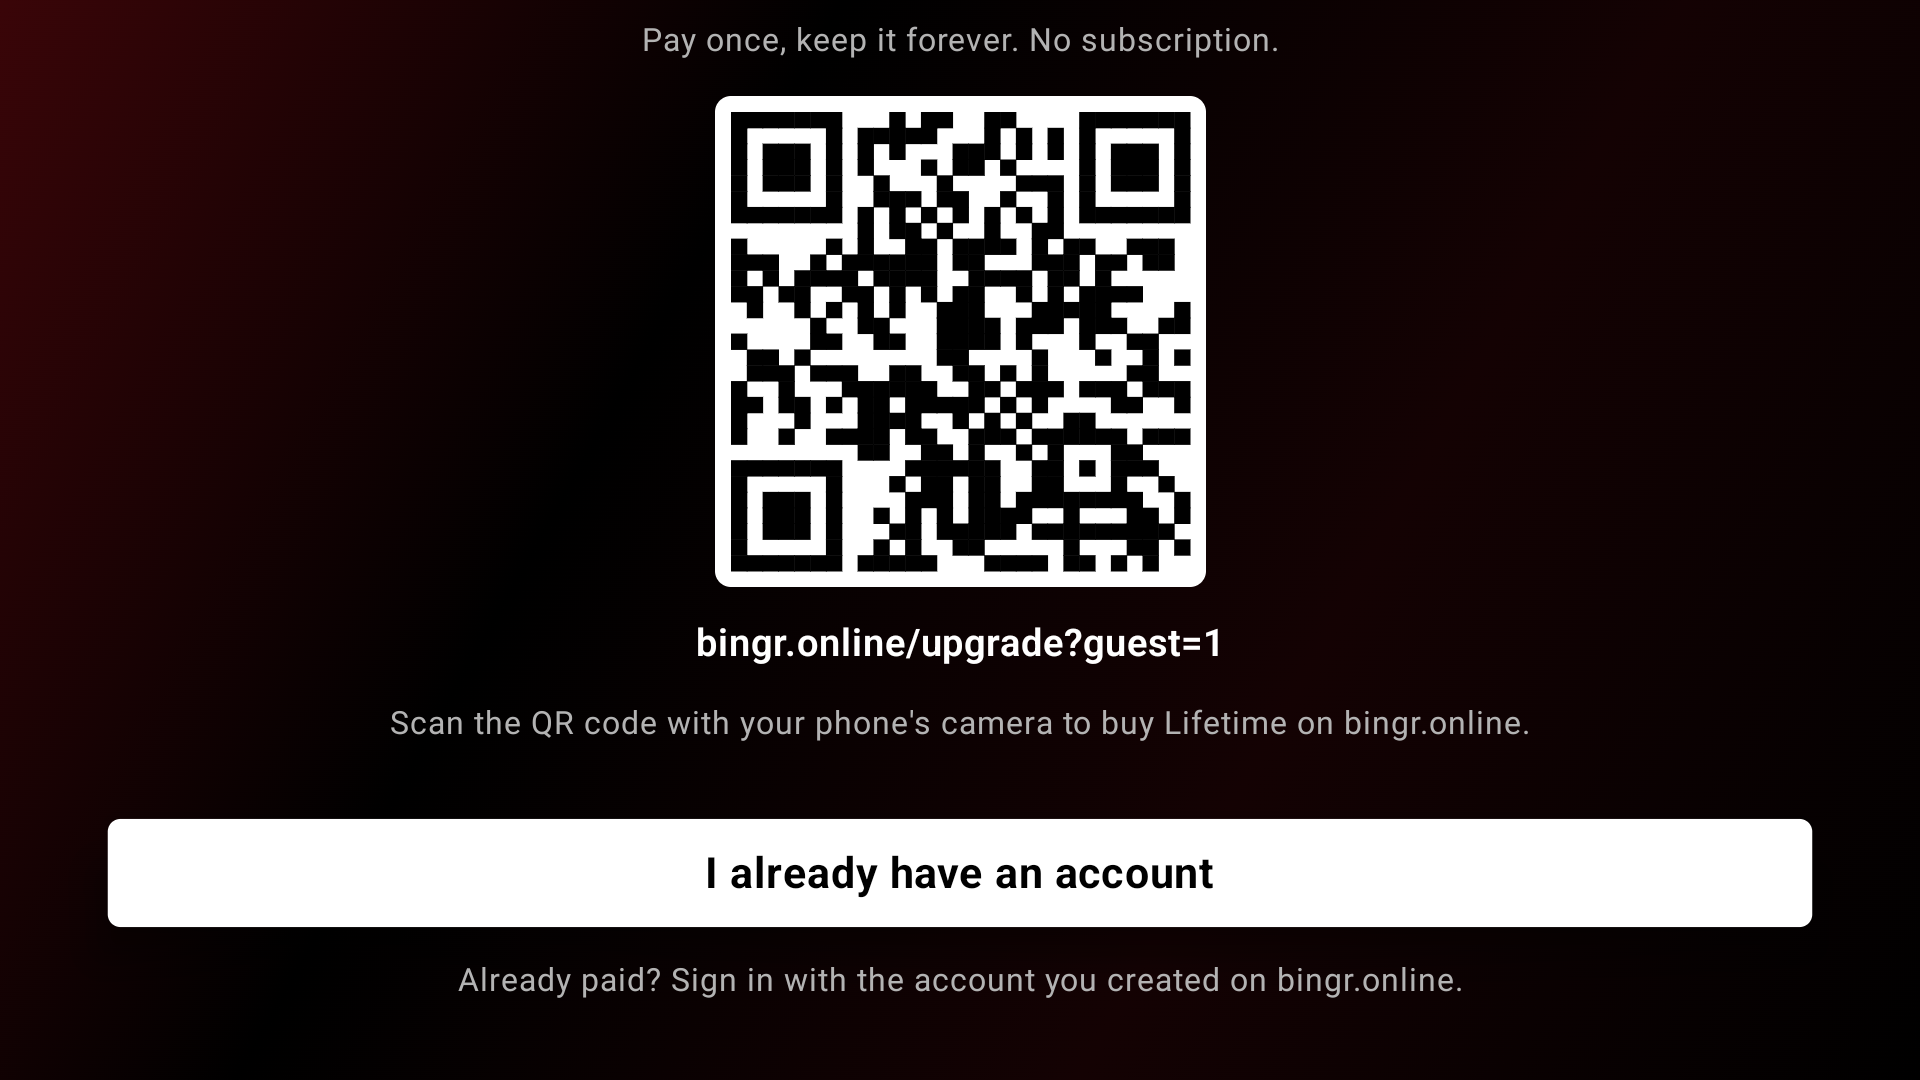 Pay once, keep it forever. No subscription.
bingr.online/upgrade?guest=1
Scan the QR code with your phone's camera to buy Lifetime on bingr.online.
I already have an account
Already paid? Sign in with the account you created on bingr.online.